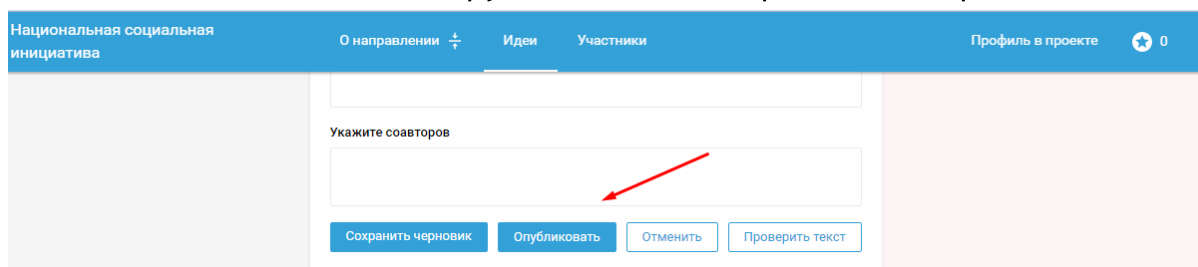 Национальная социальная
инициатива
О направлении
Идеи
Участники
Профиль в проекте
0
Укажите соавторов
Сохранить черновик
Опубликовать
Отменить
Проверить текст